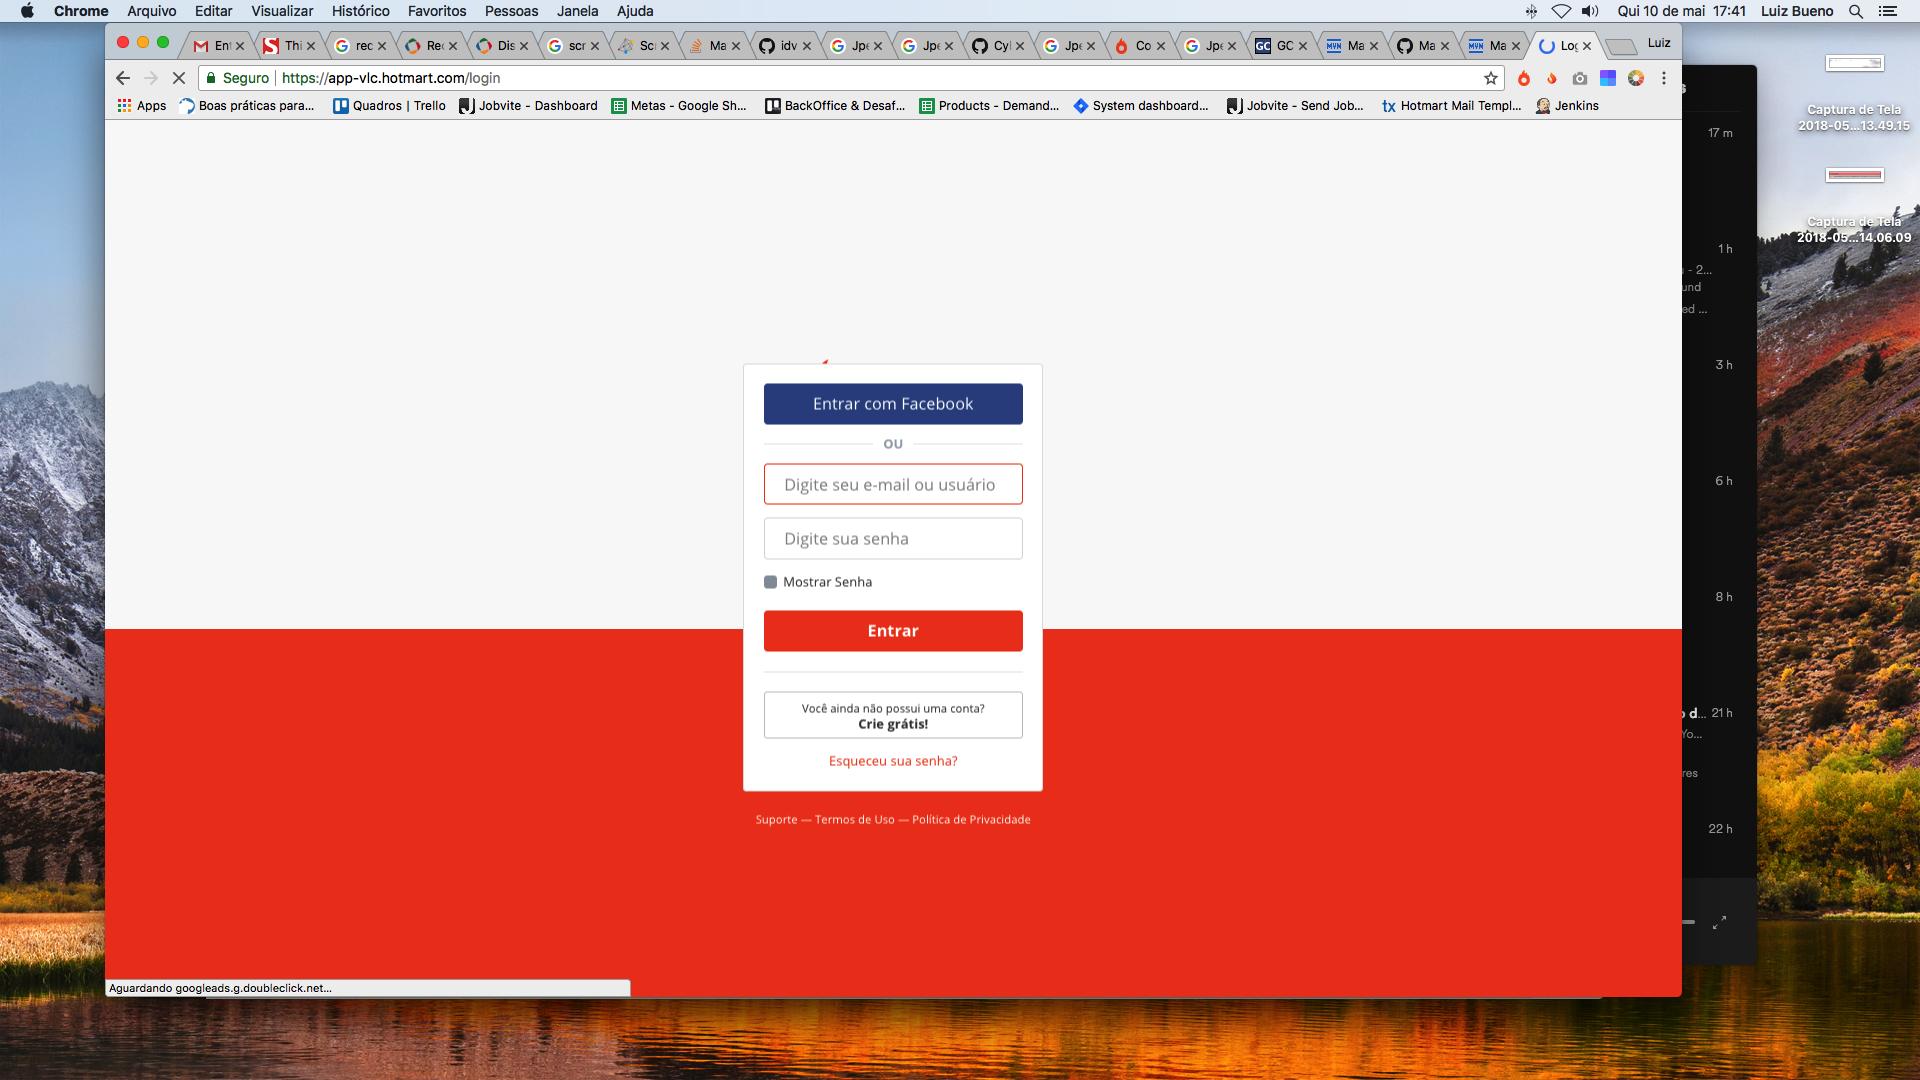 Chrome Arquivo Editar Visualizar Histórico Favoritos Pessoas Janela Ajuda Qui 10 de mai 17:41 Luiz Bueno
Ent Thi rec Rec Dis scr Scr Ma idv Jpe Jpe Cyl Jpe Co Jpe GC GC MVN Ma Ma MVN Ma Log Luiz
Seguro https://app-vlc.hotmart.com/login
Apps Boas práticas para... Quadros | Trello Jobvite - Dashboard Metas - Google Sh... BackOffice & Desaf... Products - Demand... System dashboard... Jobvite - Send Job... tx Hotmart Mail Templ... Jenkins
Captura de Tela
2018-05...13.49.15
17 m
Captura de Tela
2018-05...14.06.09
1 h
- 2...
und
ed ...
3 h
Entrar com Facebook
OU
Digite seu e-mail ou usuário
6 h
Digite sua senha
Mostrar Senha
8 h
Entrar
Você ainda não possui uma conta?
Crie grátis!
d... 21 h
Yo...
Esqueceu sua senha?
res
Suporte — Termos de Uso — Política de Privacidade
22 h
Aguardando googleads.g.doubleclick.net...